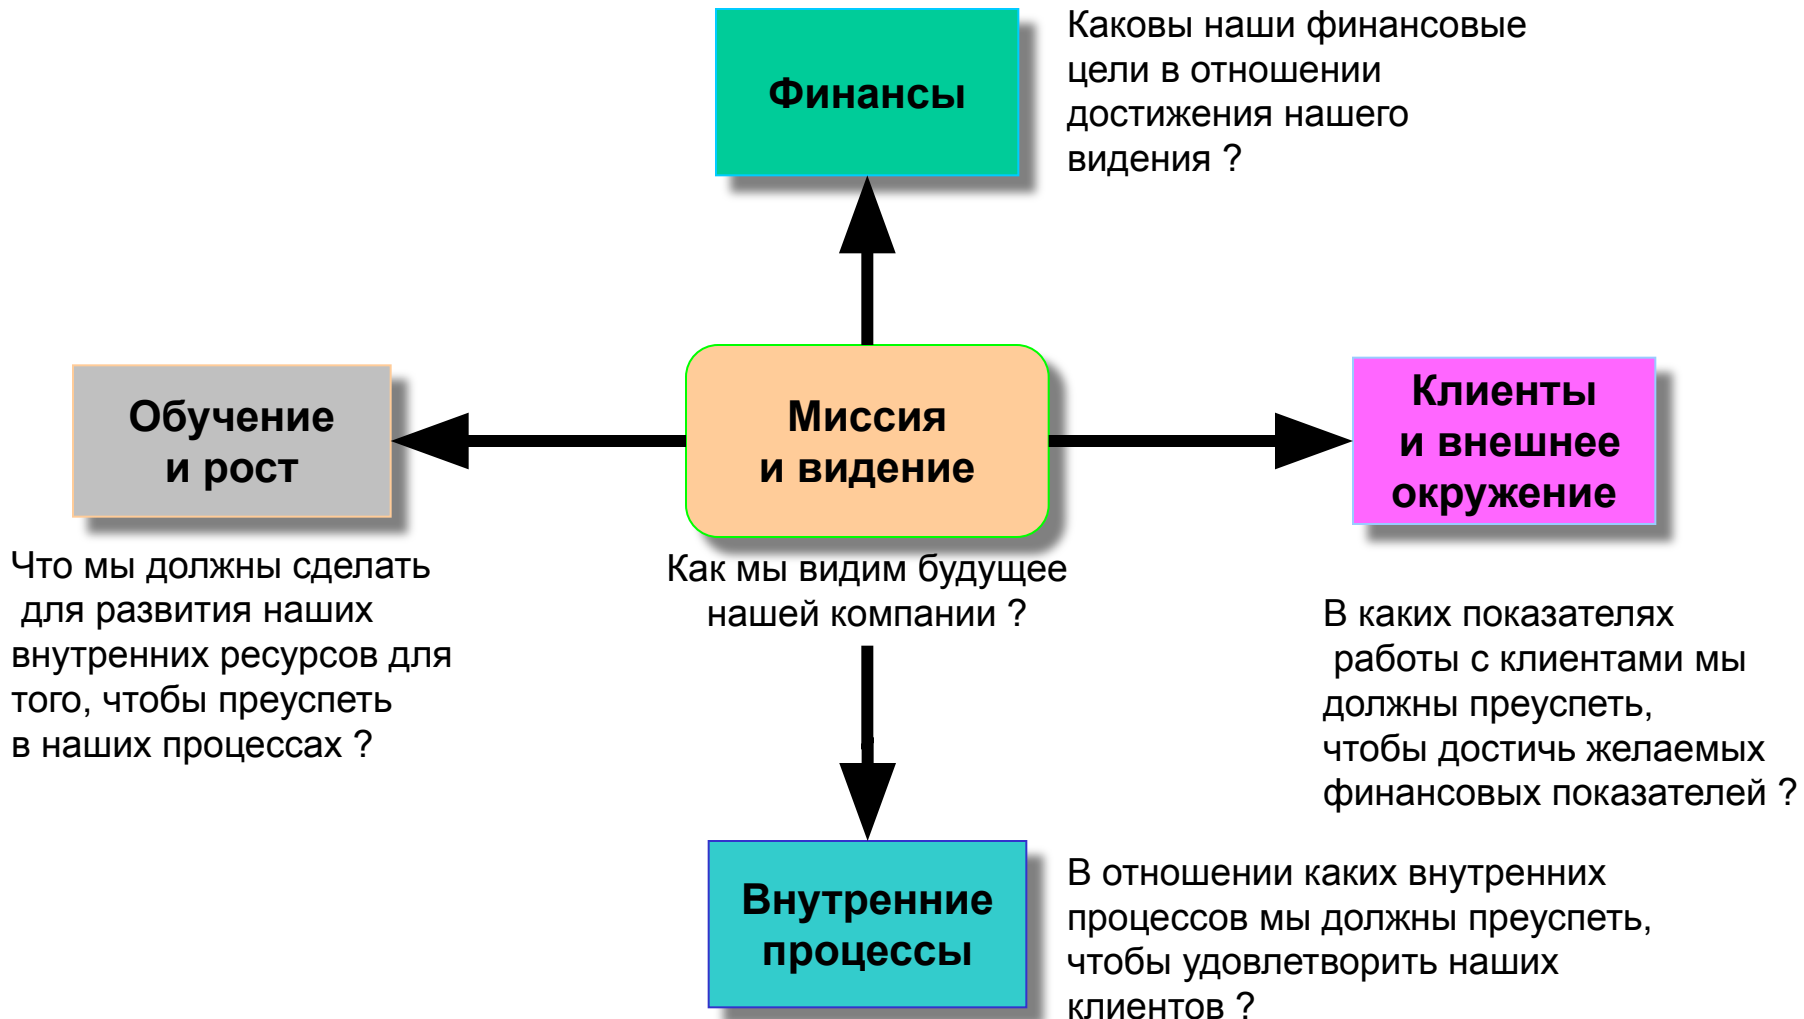 Финансы
Каковы наши финансовые
цели в отношении
достижения нашего
видения ?
Обучение
и рост
Что мы должны сделать
для развития наших
внутренних ресурсов для
того, чтобы преуспеть
в наших процессах ?
Миссия
и видение
Как мы видим будущее
нашей компании ?
Клиенты
и внешнее
окружение
В каких показателях
работы с клиентами мы
должны преуспеть,
чтобы достичь желаемых
финансовых показателей ?
Внутренние
процессы
В отношении каких внутренних
процессов мы должны преуспеть,
чтобы удовлетворить наших
клиентов ?